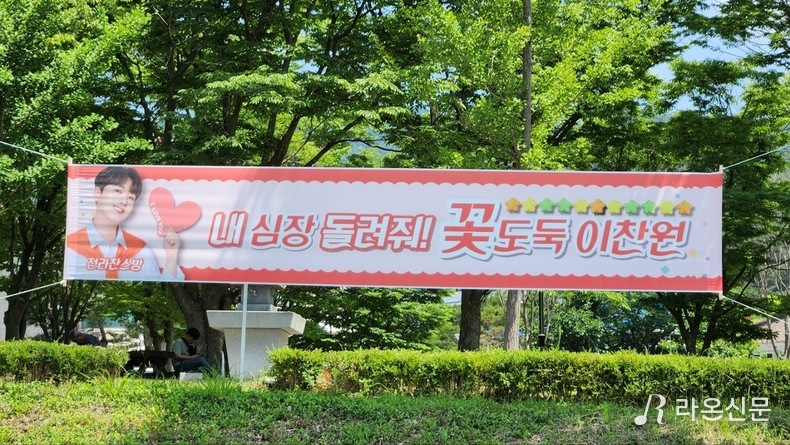 내 심장 돌려줘! 꽃도둑 이찬원
전라찬스방
라온신문